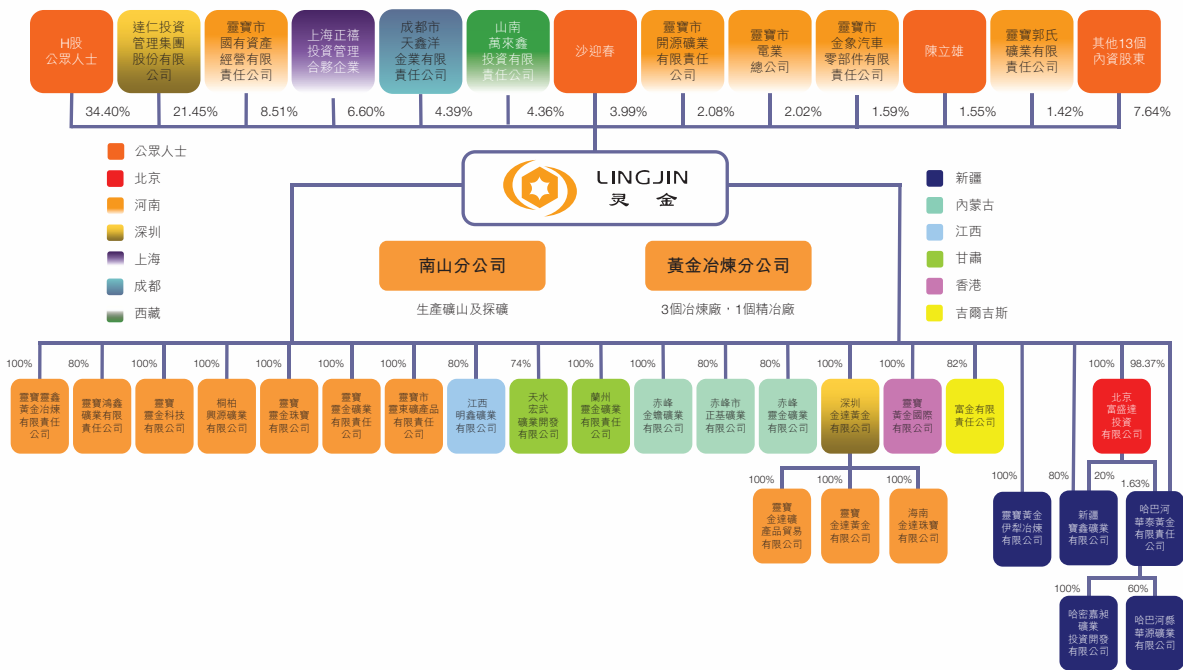 H股
公眾人士
達仁投資
管理集團
股份有限
公司
靈寶市
國有資產
經營有限
責任公司
上海正禧
投資管理
合夥企業
成都市
天鑫洋
金業有限
責任公司
山南
萬來鑫
投資有限
責任公司
沙迎春
靈寶市
開源礦業
有限責任
公司
靈寶市
電業
總公司
靈寶市
金象汽車
零部件有限
責任公司
陳立雄
靈寶郭氏
礦業有限
責任公司
其他13個
內資股東
34.40%
21.45%
8.51%
6.60%
4.39%
4.36%
3.99%
2.08%
2.02%
1.59%
1.55%
1.42%
7.64%
公眾人士
北京
河南
深圳
上海
成都
西藏
LINGJIN
灵 金
新疆
內蒙古
江西
甘肅
香港
吉爾吉斯
南山分公司
生產礦山及探礦
黃金冶煉分公司
3個冶煉廠，1個精冶廠
100%
80%
100%
100%
100%
100%
100%
80%
74%
100%
100%
80%
80%
100%
100%
82%
100%
98.37%
靈寶靈鑫
黃金冶煉
有限責任
公司
靈寶鴻鑫
礦業有限
責任公司
靈寶
靈金科技
有限公司
桐柏
興源礦業
有限公司
靈寶
靈金珠寶
有限公司
靈寶
靈金礦業
有限責任
公司
靈寶市
靈東礦產品
有限責任
公司
江西
明鑫礦業
有限公司
天水
宏武
礦業開發
有限公司
蘭州
靈金礦業
有限責任
公司
赤峰
金蟾礦業
有限公司
赤峰市
正基礦業
有限公司
赤峰
靈金礦業
有限公司
深圳
金達黃金
有限公司
靈寶
黃金國際
有限公司
富金有限
責任公司
北京
富盛達
投資
有限公司
100%
100%
100%
100%
80%
20%
1.63%
靈寶
金達礦
產品貿易
有限公司
靈寶
金達黃金
有限公司
海南
金達珠寶
有限公司
靈寶黃金
伊犁冶煉
有限公司
新疆
寶鑫礦業
有限公司
哈巴河
華泰黃金
有限責任
公司
100%
60%
哈密嘉昶
礦業
投資開發
有限公司
哈巴河縣
華源礦業
有限公司